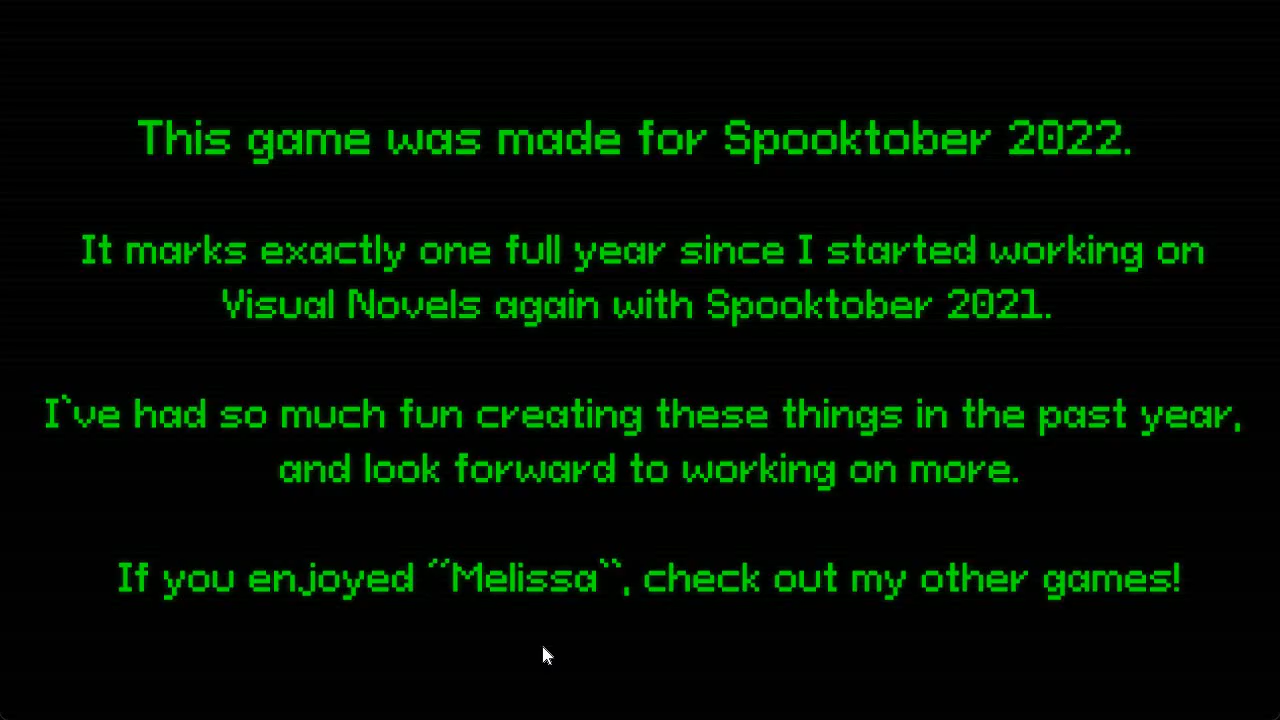 This game was made for Spooktober 2022.
It marks exactly one full year since I started working on
Visual Novels again with Spooktober 2021.
I`ve had so much fun creating these things in the past year,
and look forward to working on more.
If you enjoyed ´´Melissa``, check out my other games!